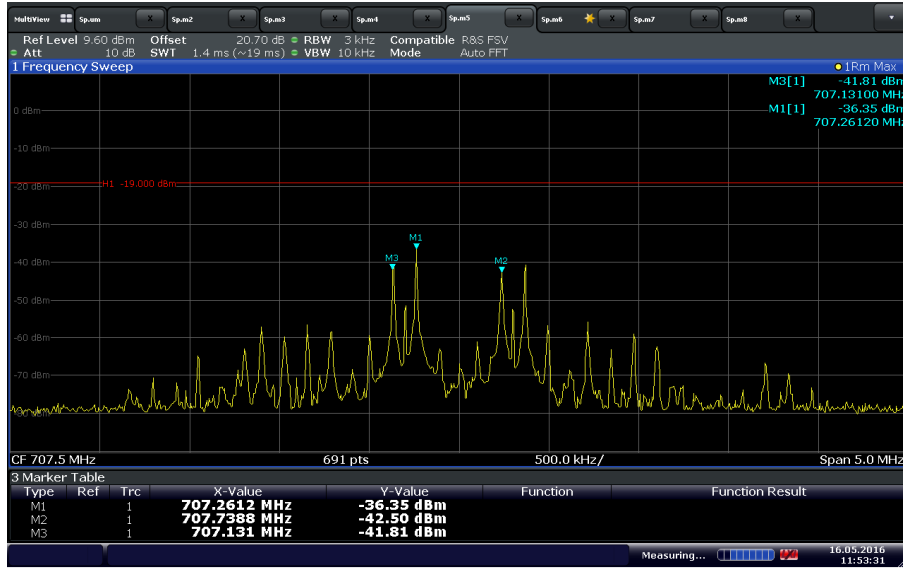 MultiView Sp.um X Sp.m2 X Sp.m3 X Sp.m4 X Sp.m5 X Sp.m6 X Sp.m7 X Sp.m8 X
Ref Level 9.60 dBm Offset 20.70 dB RBW 3 kHz Compatible R&S FSV
Att 10 dB SWT 1.4 ms (~19 ms) VBW 10 kHz Mode Auto FFT
1 Frequency Sweep 1Rm Max
M3[1] -41.81 dBm
707.13100 MHz
0 dBm M1[1] -36.35 dBm
707.26120 MHz
-10 dBm
-20 dBm H1 -19.000 dBm
-30 dBm
M1
-40 dBm M3 M2
-50 dBm
-60 dBm
-70 dBm
CF 707.5 MHz 691 pts 500.0 kHz/ Span 5.0 MHz
3 Marker Table
Type Ref Trc X-Value Y-Value Function Function Result
M1 1 707.2612 MHz -36.35 dBm
M2 1 707.7388 MHz -42.50 dBm
M3 1 707.131 MHz -41.81 dBm
Measuring... 16.05.2016
11:53:31